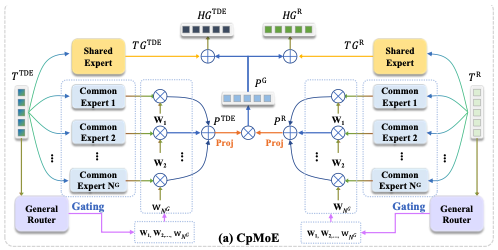 HG^TDE HG^R
Shared Expert TG^TDE TG^R Shared Expert
T^TDE T^R
P^G
Common Expert 1 Common Expert 1
W_1 W_1
P^TDE P^R
Common Expert 2 Common Expert 2
Proj Proj
W_2 W_2
⋮ ⋮ ⋮ ⋮ ⋮ ⋮
Common Expert N^G Common Expert N^G
W_N^G W_N^G
General Router Gating Gating General Router
W_1, W_2,..., W_N^G W_1, W_2,..., W_N^G
(a) CpMoE